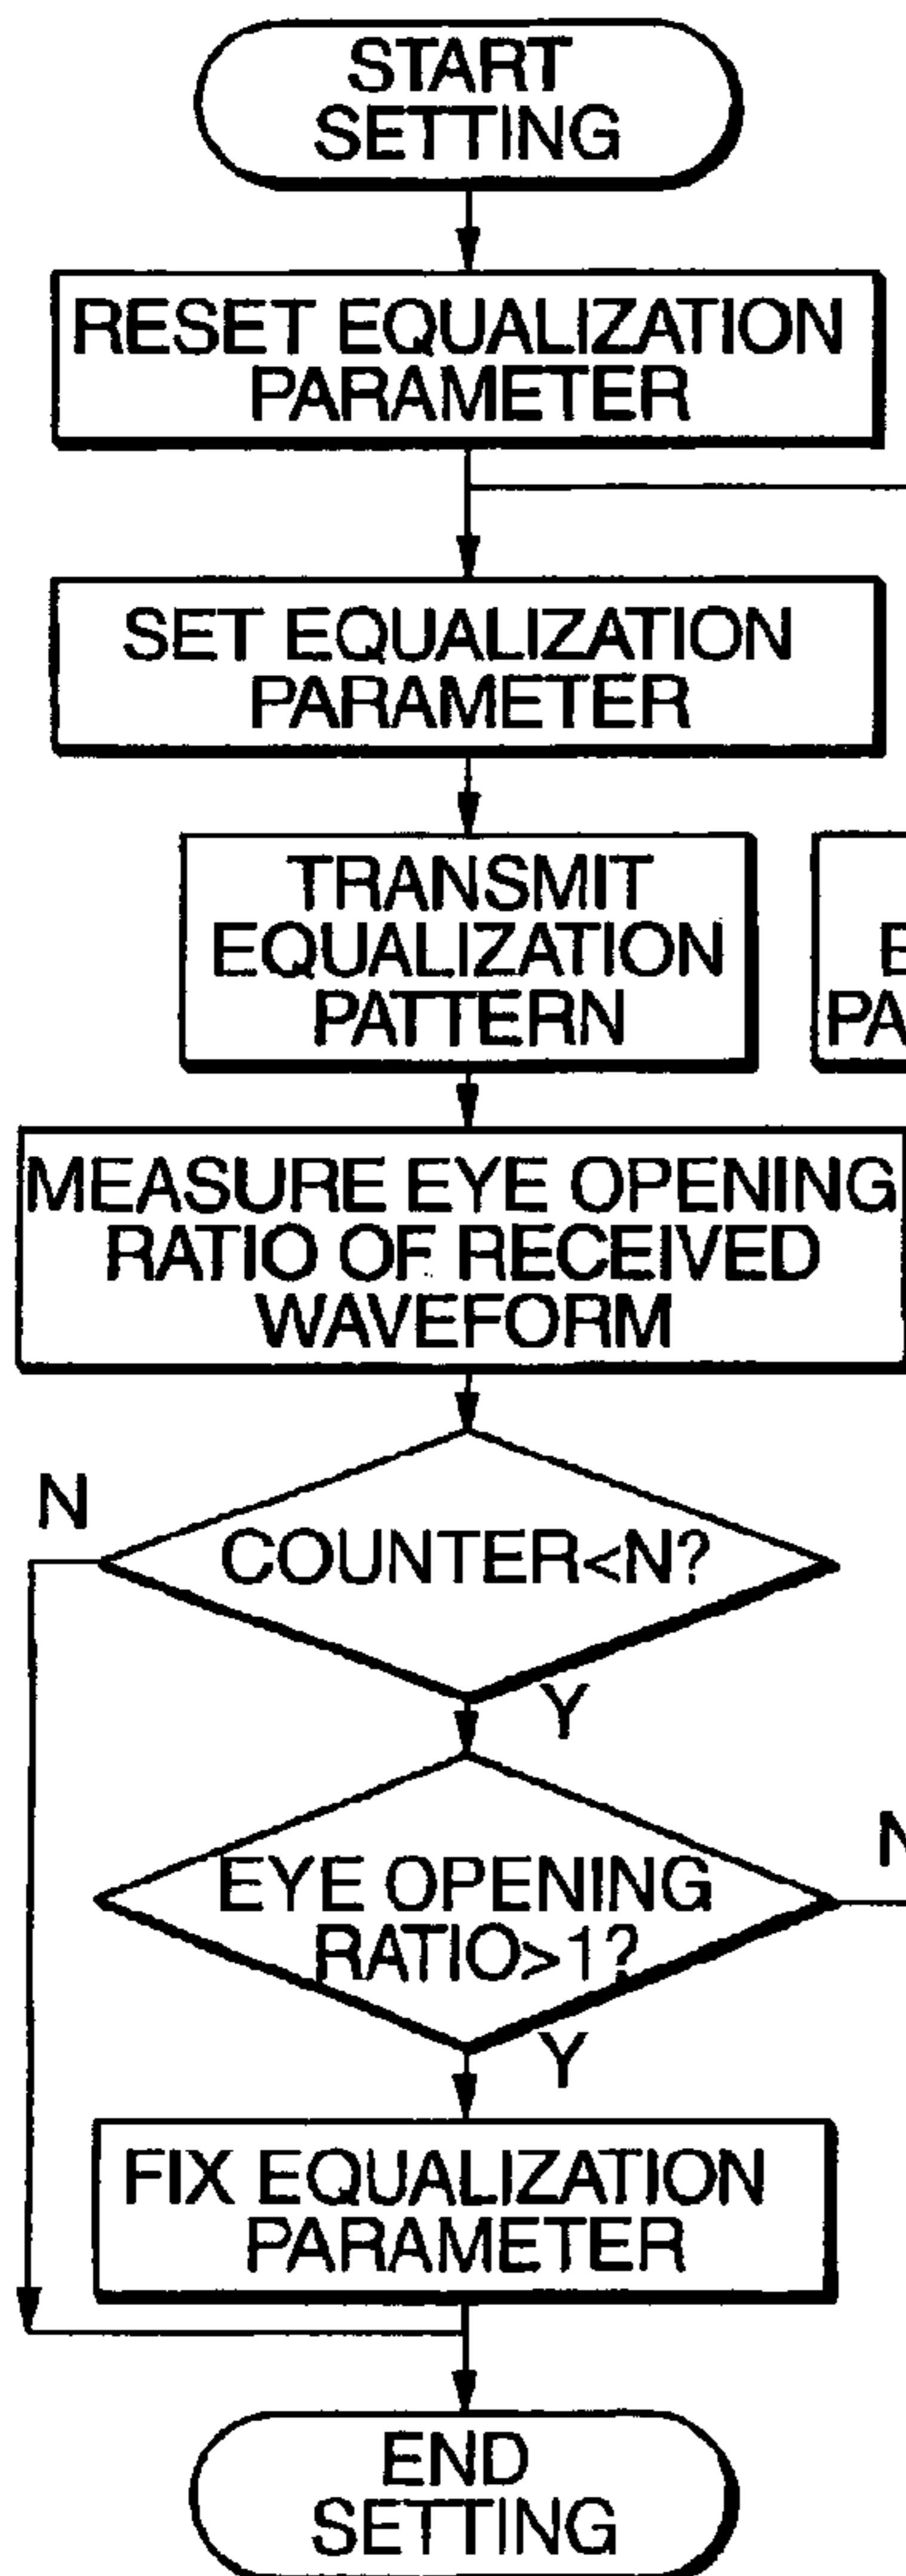 START
SETTING
RESET EQUALIZATION
PARAMETER
SET EQUALIZATION
PARAMETER
TRANSMIT
EQUALIZATION
PATTERN
MEASURE EYE OPENING
RATIO OF RECEIVED
WAVEFORM
N
COUNTER<N?
Y
EYE OPENING
RATIO>1?
N
Y
FIX EQUALIZATION
PARAMETER
END
SETTING